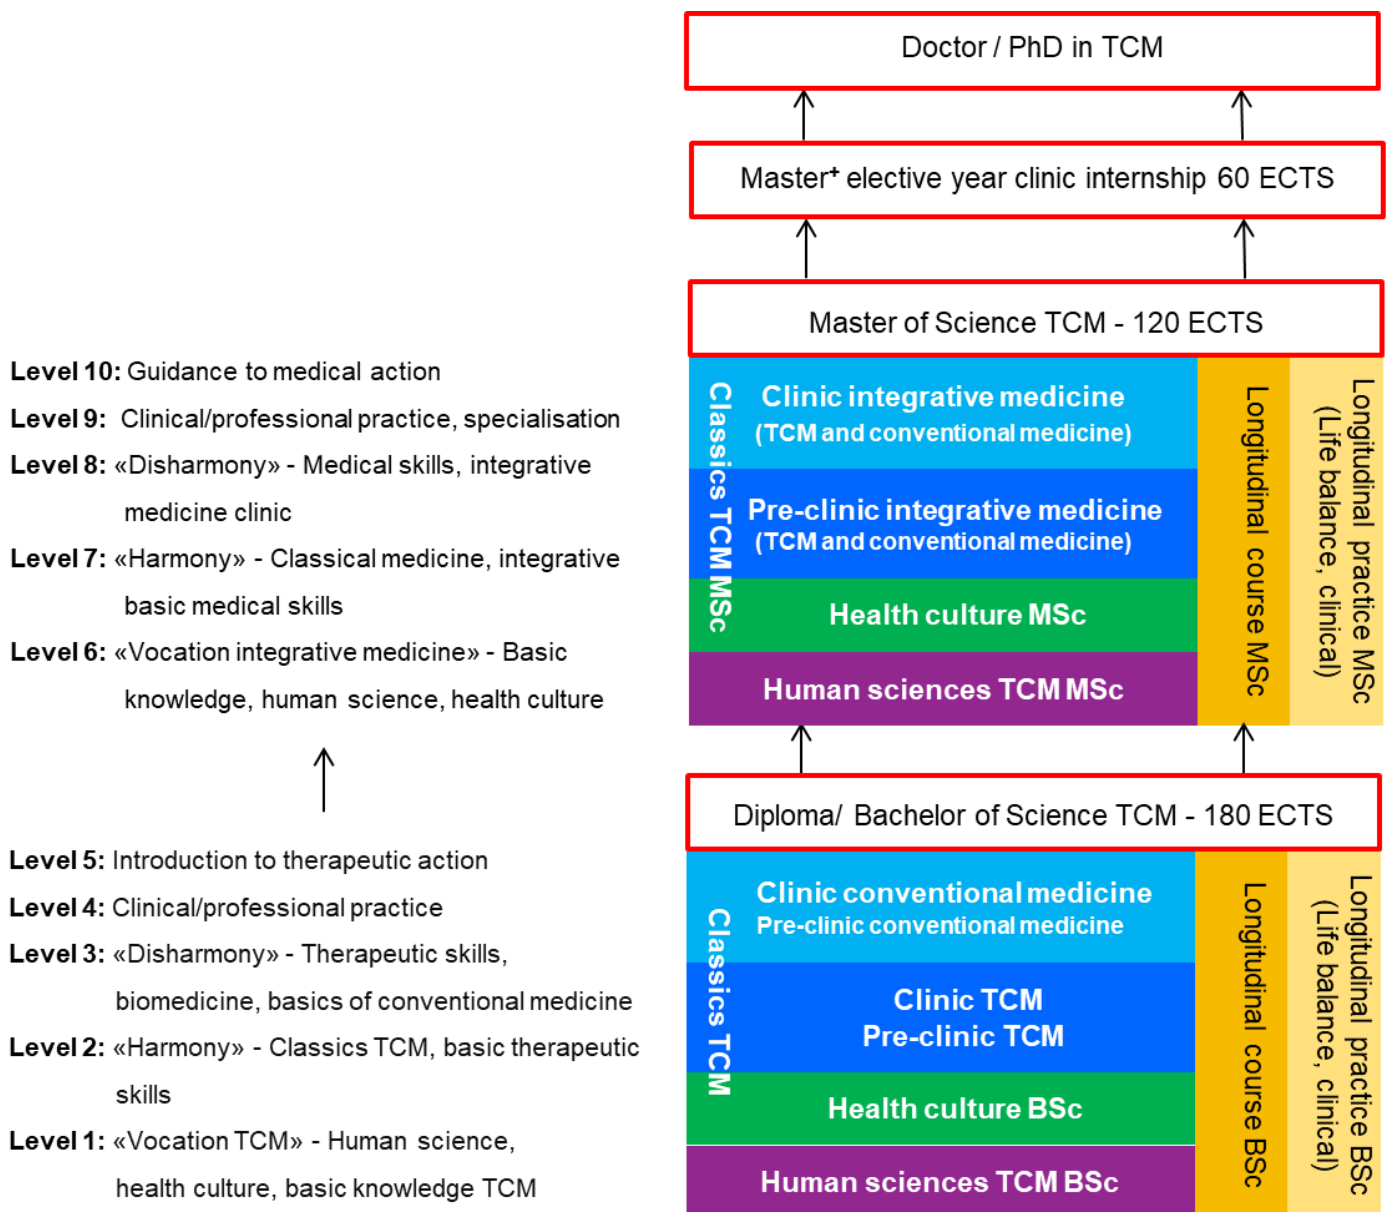 Doctor / PhD in TCM
Master⁺ elective year clinic internship 60 ECTS
Master of Science TCM - 120 ECTS
Level 10: Guidance to medical action
Level 9: Clinical/professional practice, specialisation
Level 8: «Disharmony» - Medical skills, integrative
medicine clinic
Level 7: «Harmony» - Classical medicine, integrative
basic medical skills
Level 6: «Vocation integrative medicine» - Basic
knowledge, human science, health culture
Classics TCM MSc
Clinic integrative medicine
(TCM and conventional medicine)
Pre-clinic integrative medicine
(TCM and conventional medicine)
Health culture MSc
Human sciences TCM MSc
Longitudinal course MSc
Longitudinal practice MSc
(Life balance, clinical)
Diploma/ Bachelor of Science TCM - 180 ECTS
Level 5: Introduction to therapeutic action
Level 4: Clinical/professional practice
Level 3: «Disharmony» - Therapeutic skills,
biomedicine, basics of conventional medicine
Level 2: «Harmony» - Classics TCM, basic therapeutic
skills
Level 1: «Vocation TCM» - Human science,
health culture, basic knowledge TCM
Classics TCM
Clinic conventional medicine
Pre-clinic conventional medicine
Clinic TCM
Pre-clinic TCM
Health culture BSc
Human sciences TCM BSc
Longitudinal course BSc
Longitudinal practice BSc
(Life balance, clinical)